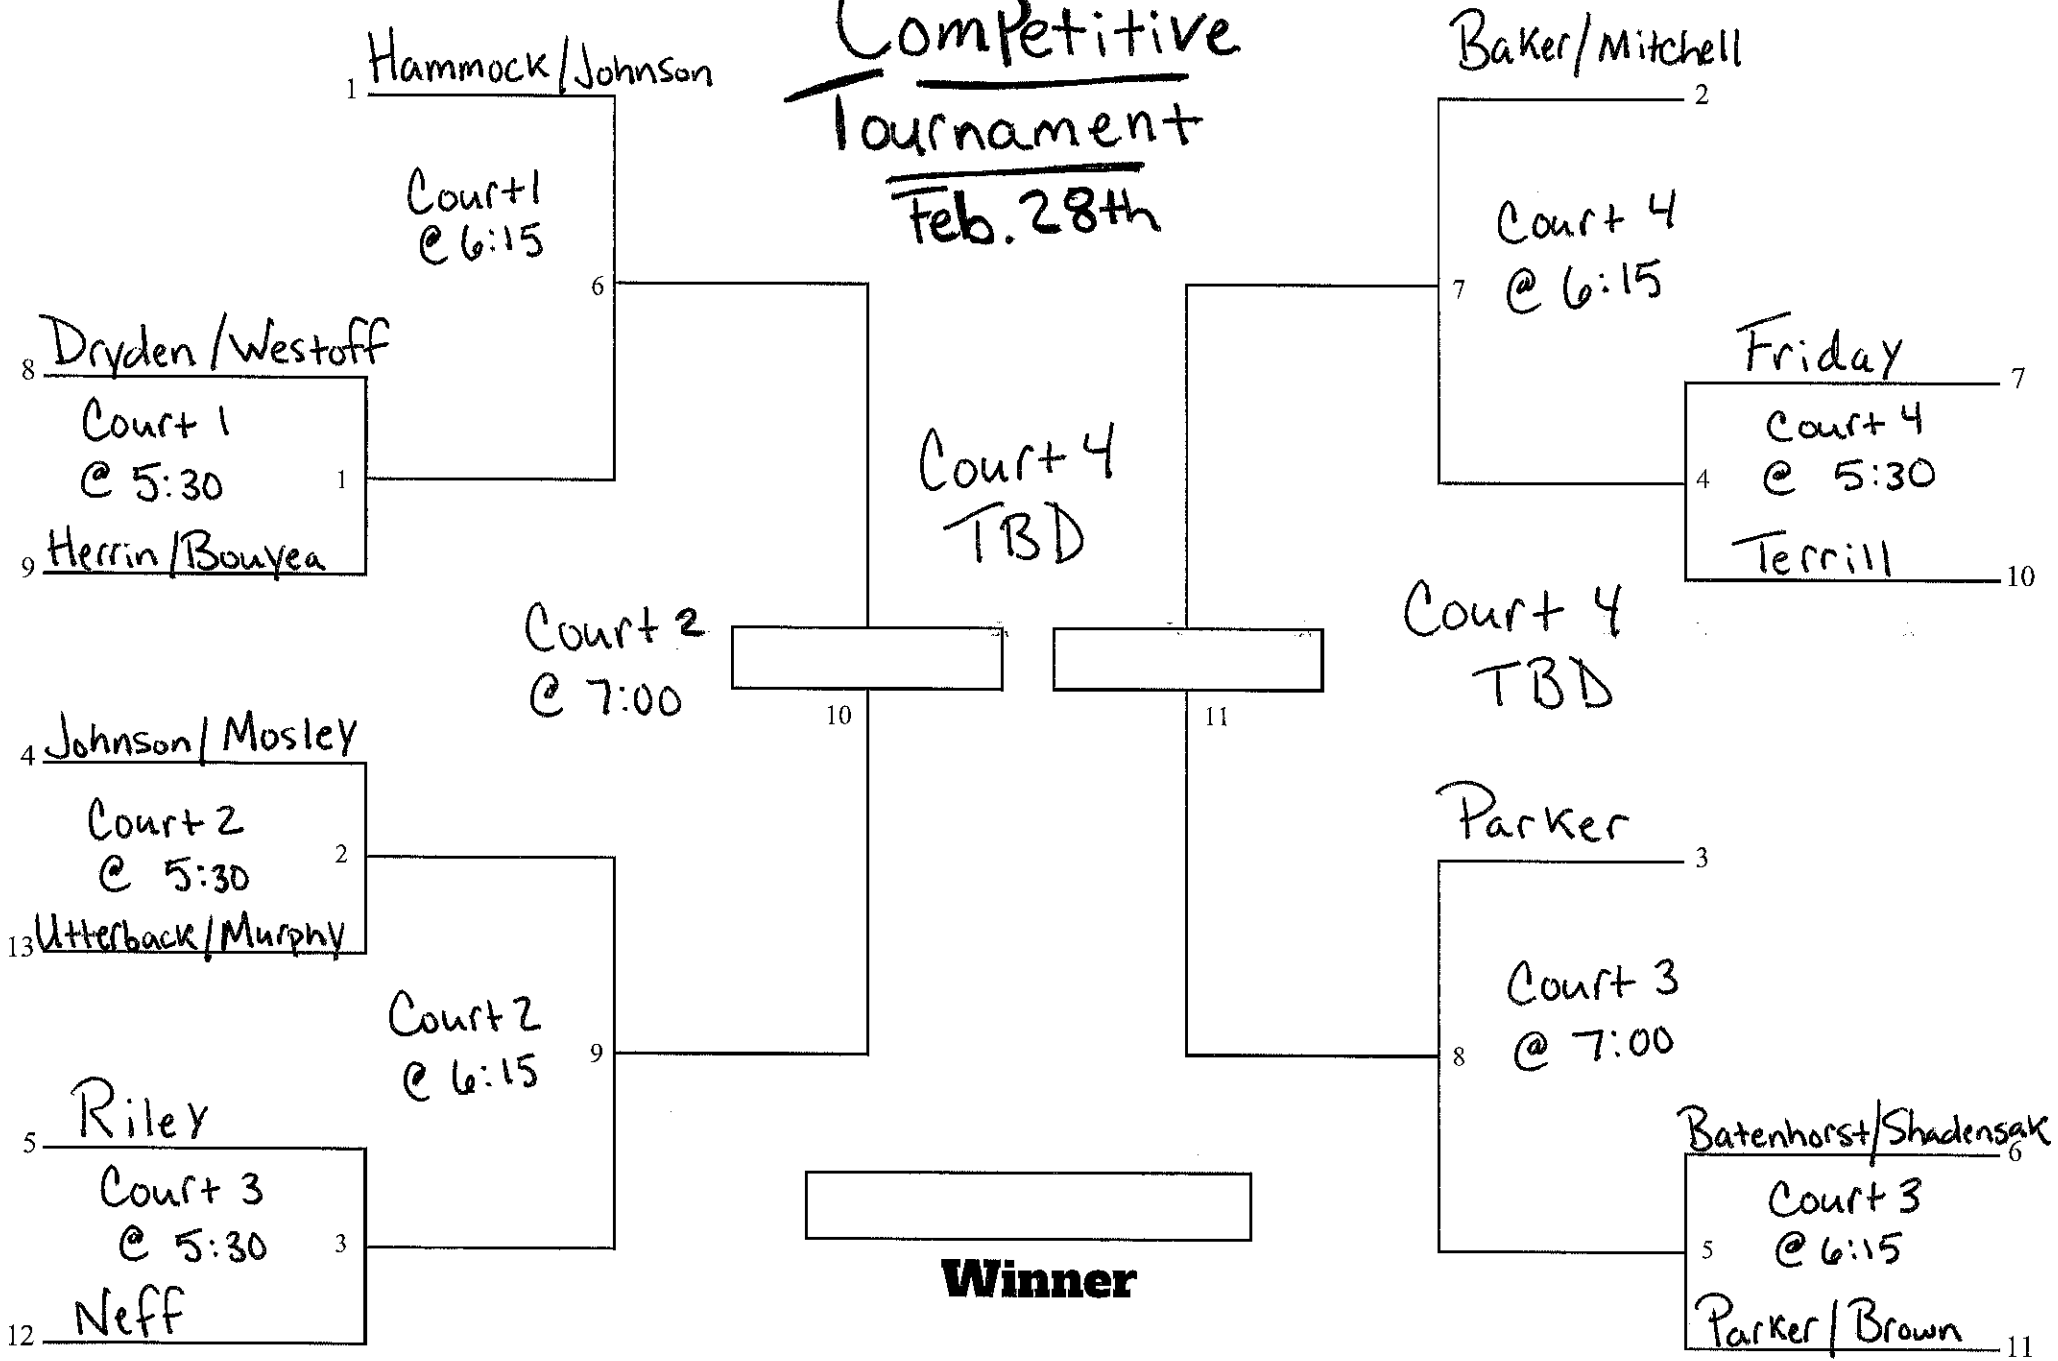 Competitive
Tournament
Feb. 28th
1 Hammock/Johnson
Court 1
@ 6:15
6
8 Dryden/Westoff
Court 1
@ 5:30
1
9 Herrin/Bouyea
Court 2
@ 7:00
10
4 Johnson/Mosley
Court 2
@ 5:30
2
13 Utterback/Murphy
Court 2
@ 6:15
9
5 Riley
Court 3
@ 5:30
3
12 Neff
Court 4
TBD
Baker/Mitchell
2
Court 4
@ 6:15
7
Friday
7
Court 4
@ 5:30
4
Terrill
10
Court 4
TBD
11
Parker
3
Court 3
@ 7:00
8
Batenhorst/Shadensak
6
Court 3
@ 6:15
5
Parker/Brown
11
Winner